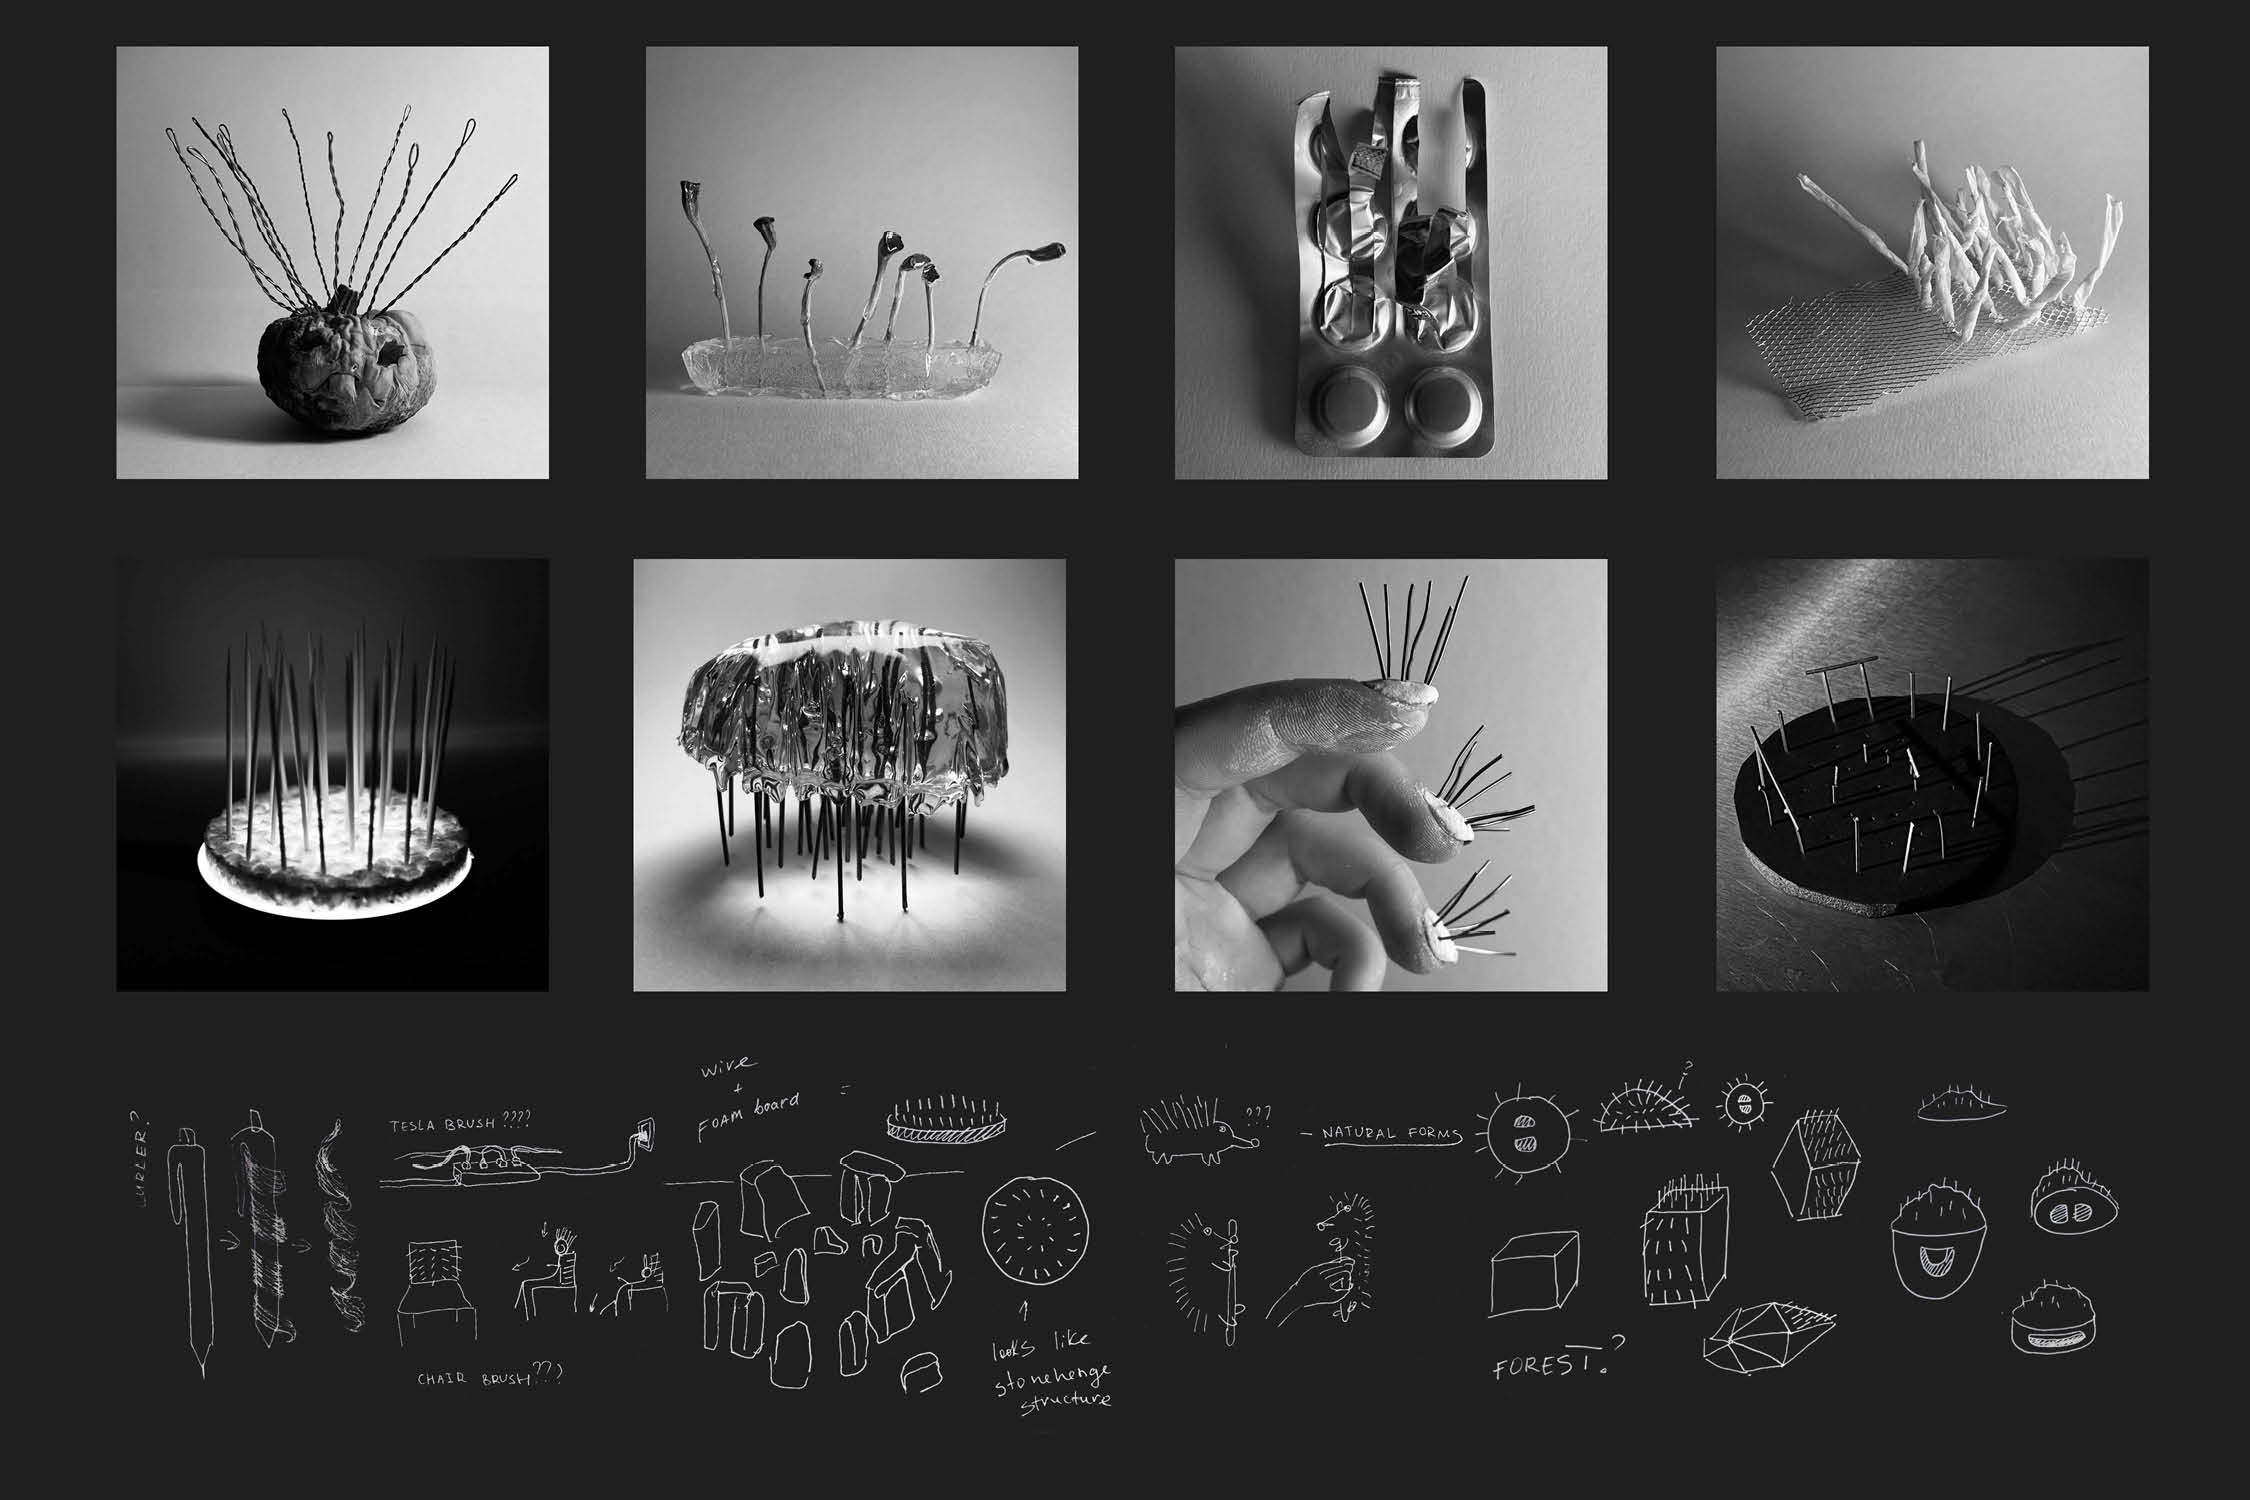 CURLER?
TESLA BRUSH ????
CHAIR BRUSH???
wire
+
FOAM board
=
looks like
stonehenge
structure
???
– NATURAL FORMS
?
FOREST?